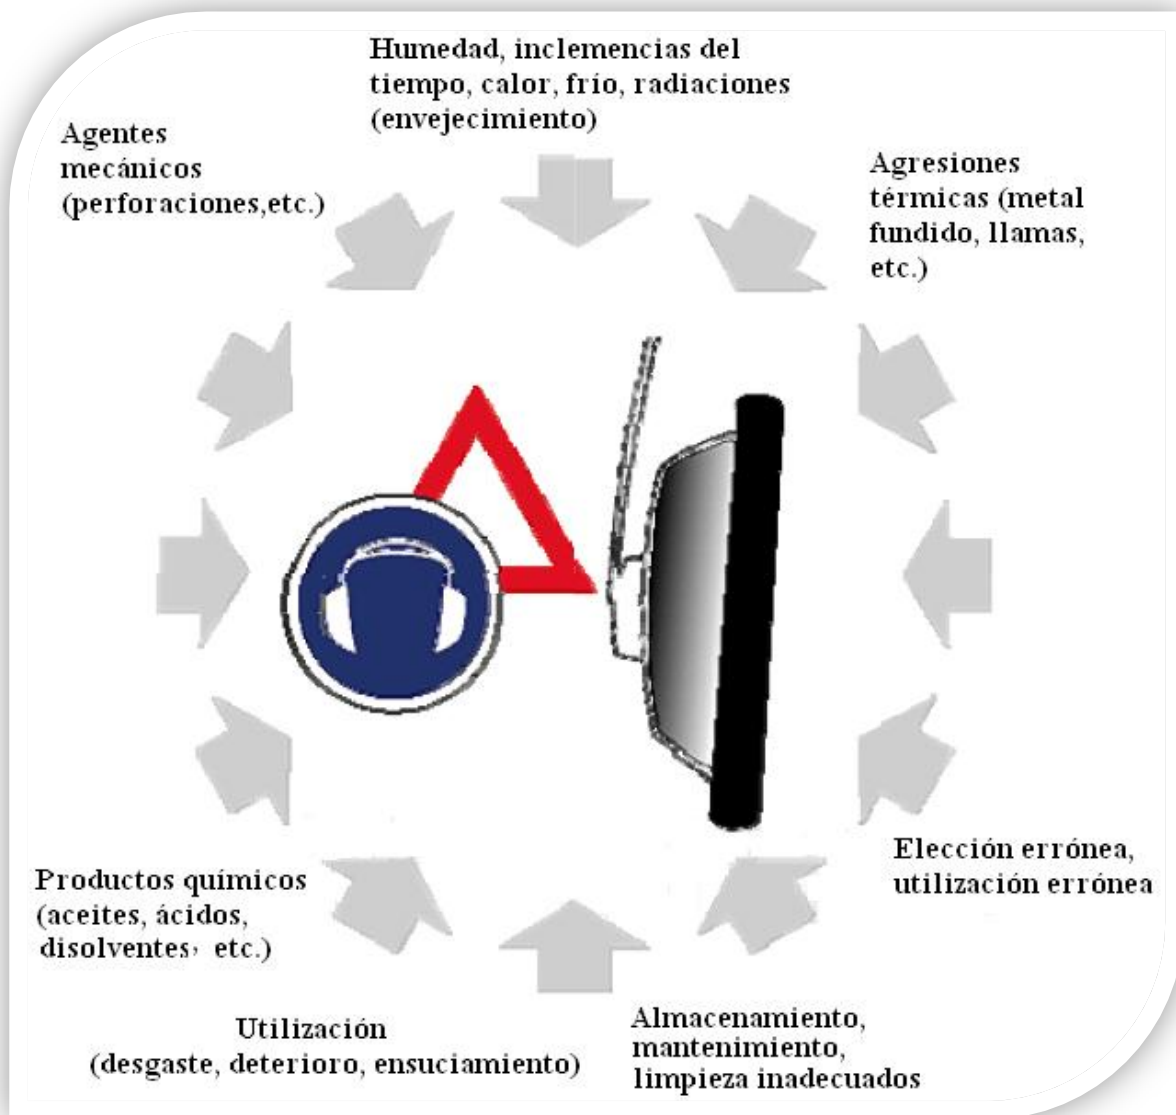 Humedad, inclemencias del
tiempo, calor, frío, radiaciones
(envejecimiento)
Agentes
mecánicos
(perforaciones,etc.)
Agresiones
térmicas (metal
fundido, llamas,
etc.)
Elección errónea,
utilización errónea
Productos químicos
(aceites, ácidos,
disolventes, etc.)
Utilización
(desgaste, deterioro, ensuciamiento)
Almacenamiento,
mantenimiento,
limpieza inadecuados